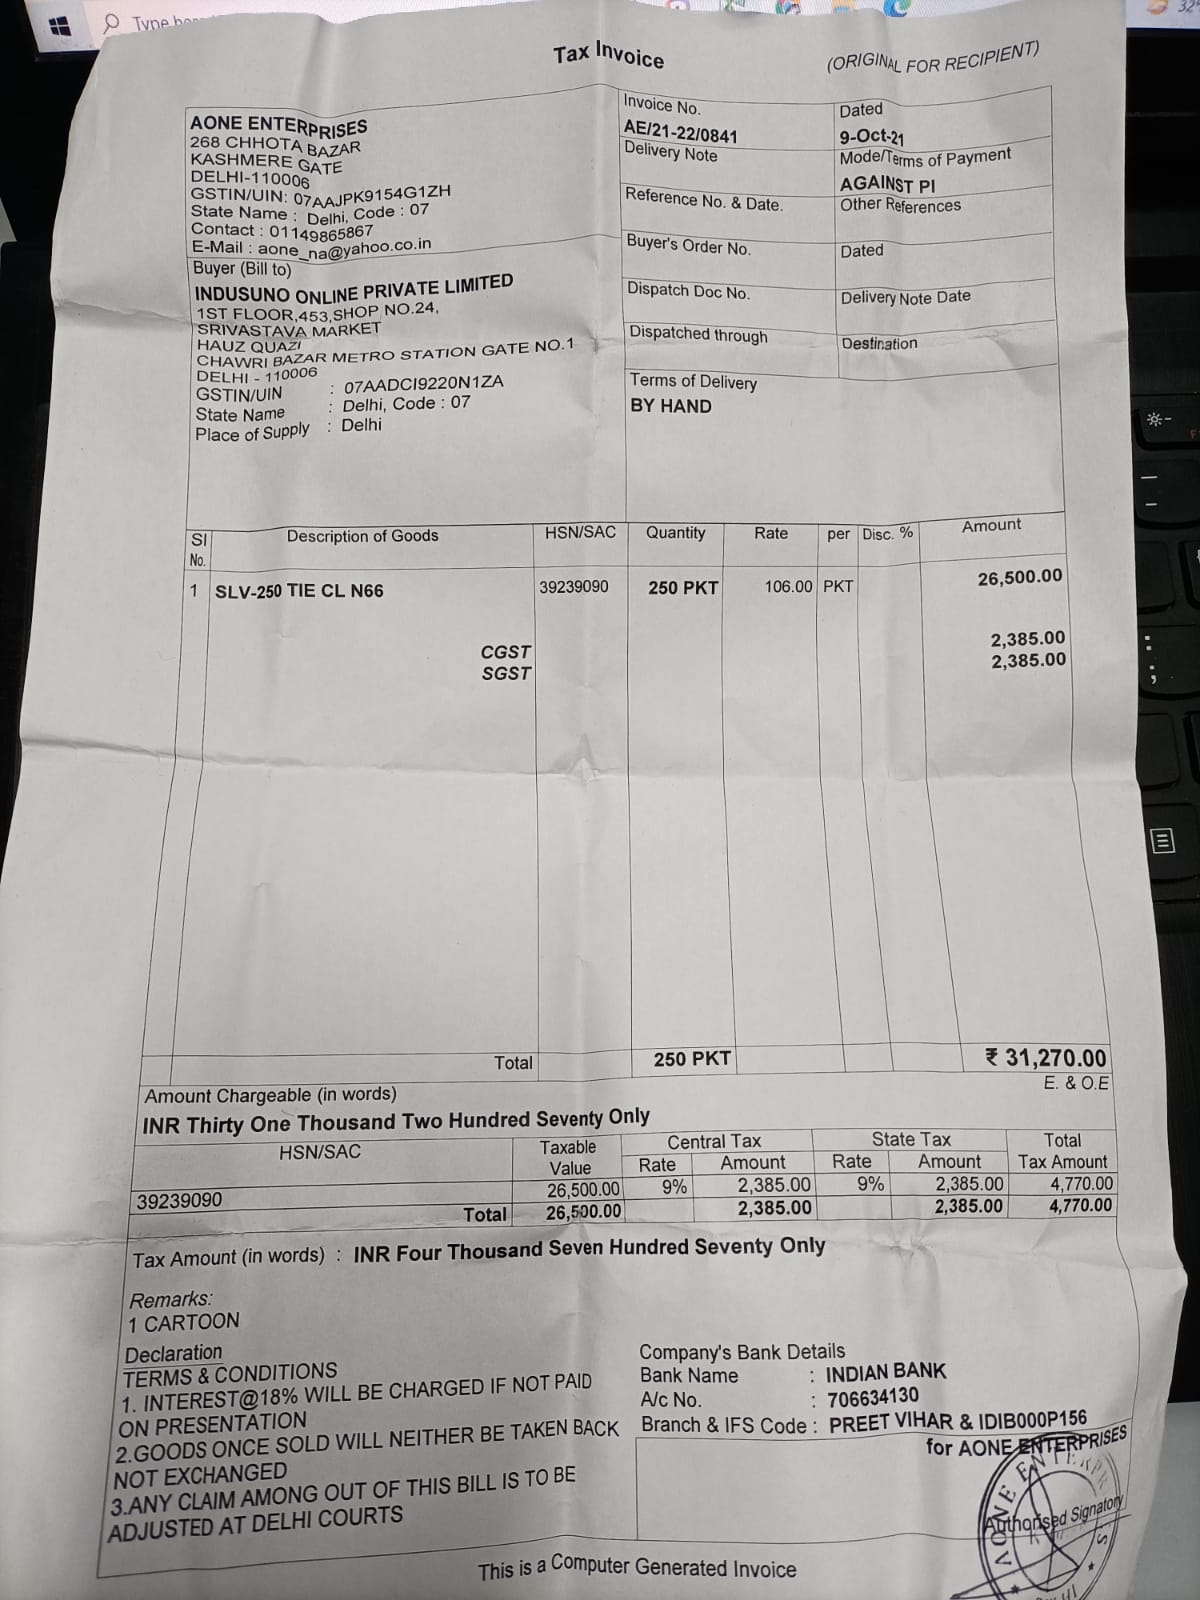 Tax Invoice
(ORIGINAL FOR RECIPIENT)
AONE ENTERPRISES
268 CHHOTA BAZAR
KASHMERE GATE
DELHI-110006
GSTIN/UIN: 07AAJPK9154G1ZH
State Name : Delhi, Code : 07
Contact : 01149865867
E-Mail : aone_na@yahoo.co.in
Invoice No.
AE/21-22/0841
Dated
9-Oct-21
Delivery Note
Mode/Terms of Payment
AGAINST PI
Reference No. & Date.
Other References
Buyer's Order No.
Dated
Dispatch Doc No.
Delivery Note Date
Dispatched through
Destination
Terms of Delivery
BY HAND
Buyer (Bill to)
INDUSUNO ONLINE PRIVATE LIMITED
1ST FLOOR,453,SHOP NO.24,
SRIVASTAVA MARKET
HAUZ QUAZI
CHAWRI BAZAR METRO STATION GATE NO.1
DELHI - 110006
GSTIN/UIN : 07AADCI9220N1ZA
State Name : Delhi, Code : 07
Place of Supply : Delhi
Sl No. Description of Goods HSN/SAC Quantity Rate per Disc. % Amount
1 SLV-250 TIE CL N66 39239090 250 PKT 106.00 PKT 26,500.00
CGST 2,385.00
SGST 2,385.00
Total 250 PKT ₹ 31,270.00
Amount Chargeable (in words) E. & O.E
INR Thirty One Thousand Two Hundred Seventy Only
HSN/SAC Taxable Value Central Tax State Tax Total Tax Amount
Rate Amount Rate Amount
39239090 26,500.00 9% 2,385.00 9% 2,385.00 4,770.00
Total 26,500.00 2,385.00 2,385.00 4,770.00
Tax Amount (in words) : INR Four Thousand Seven Hundred Seventy Only
Remarks:
1 CARTOON
Declaration
TERMS & CONDITIONS
1. INTEREST@18% WILL BE CHARGED IF NOT PAID
ON PRESENTATION
2.GOODS ONCE SOLD WILL NEITHER BE TAKEN BACK
NOT EXCHANGED
3.ANY CLAIM AMONG OUT OF THIS BILL IS TO BE
ADJUSTED AT DELHI COURTS
Company's Bank Details
Bank Name : INDIAN BANK
A/c No. : 706634130
Branch & IFS Code : PREET VIHAR & IDIB000P156
for AONE ENTERPRISES
Authorised Signatory
This is a Computer Generated Invoice